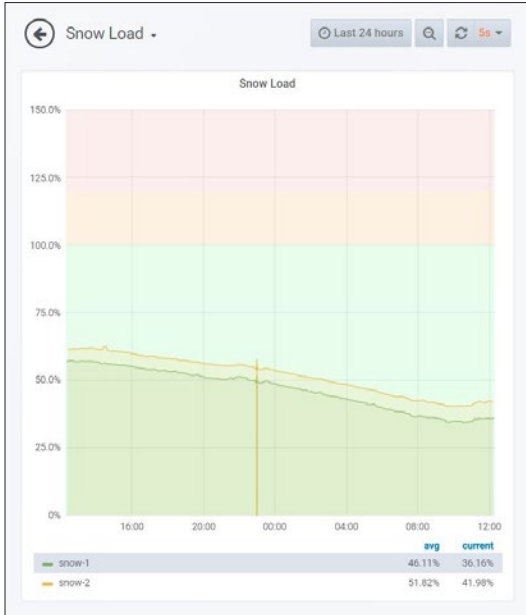 Snow Load
Last 24 hours
5s
Snow Load
150.0%
125.0%
100.0%
75.0%
50.0%
25.0%
0%
16:00 20:00 00:00 04:00 08:00 12:00
avg current
snow-1 46.11% 36.16%
snow-2 51.82% 41.98%